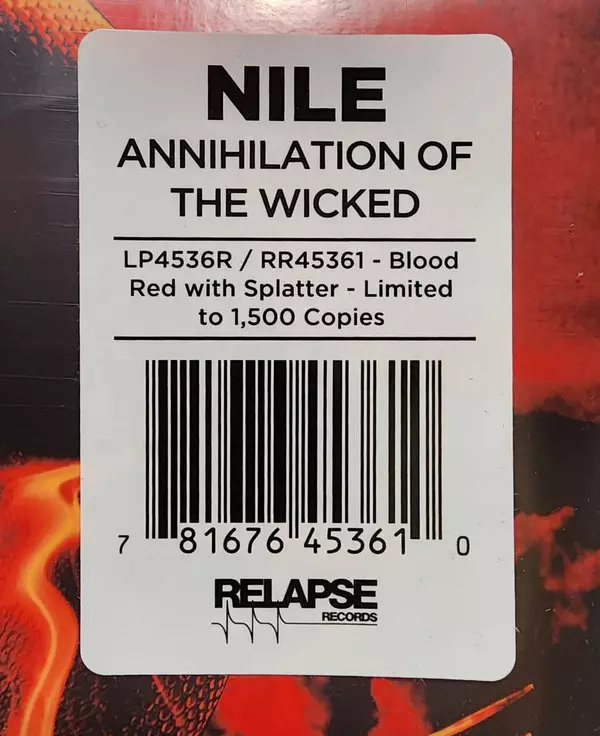 NILE
ANNIHILATION OF
THE WICKED
LP4536R / RR45361 - Blood
Red with Splatter - Limited
to 1,500 Copies
7 81676 45361 0
RELAPSE
RECORDS